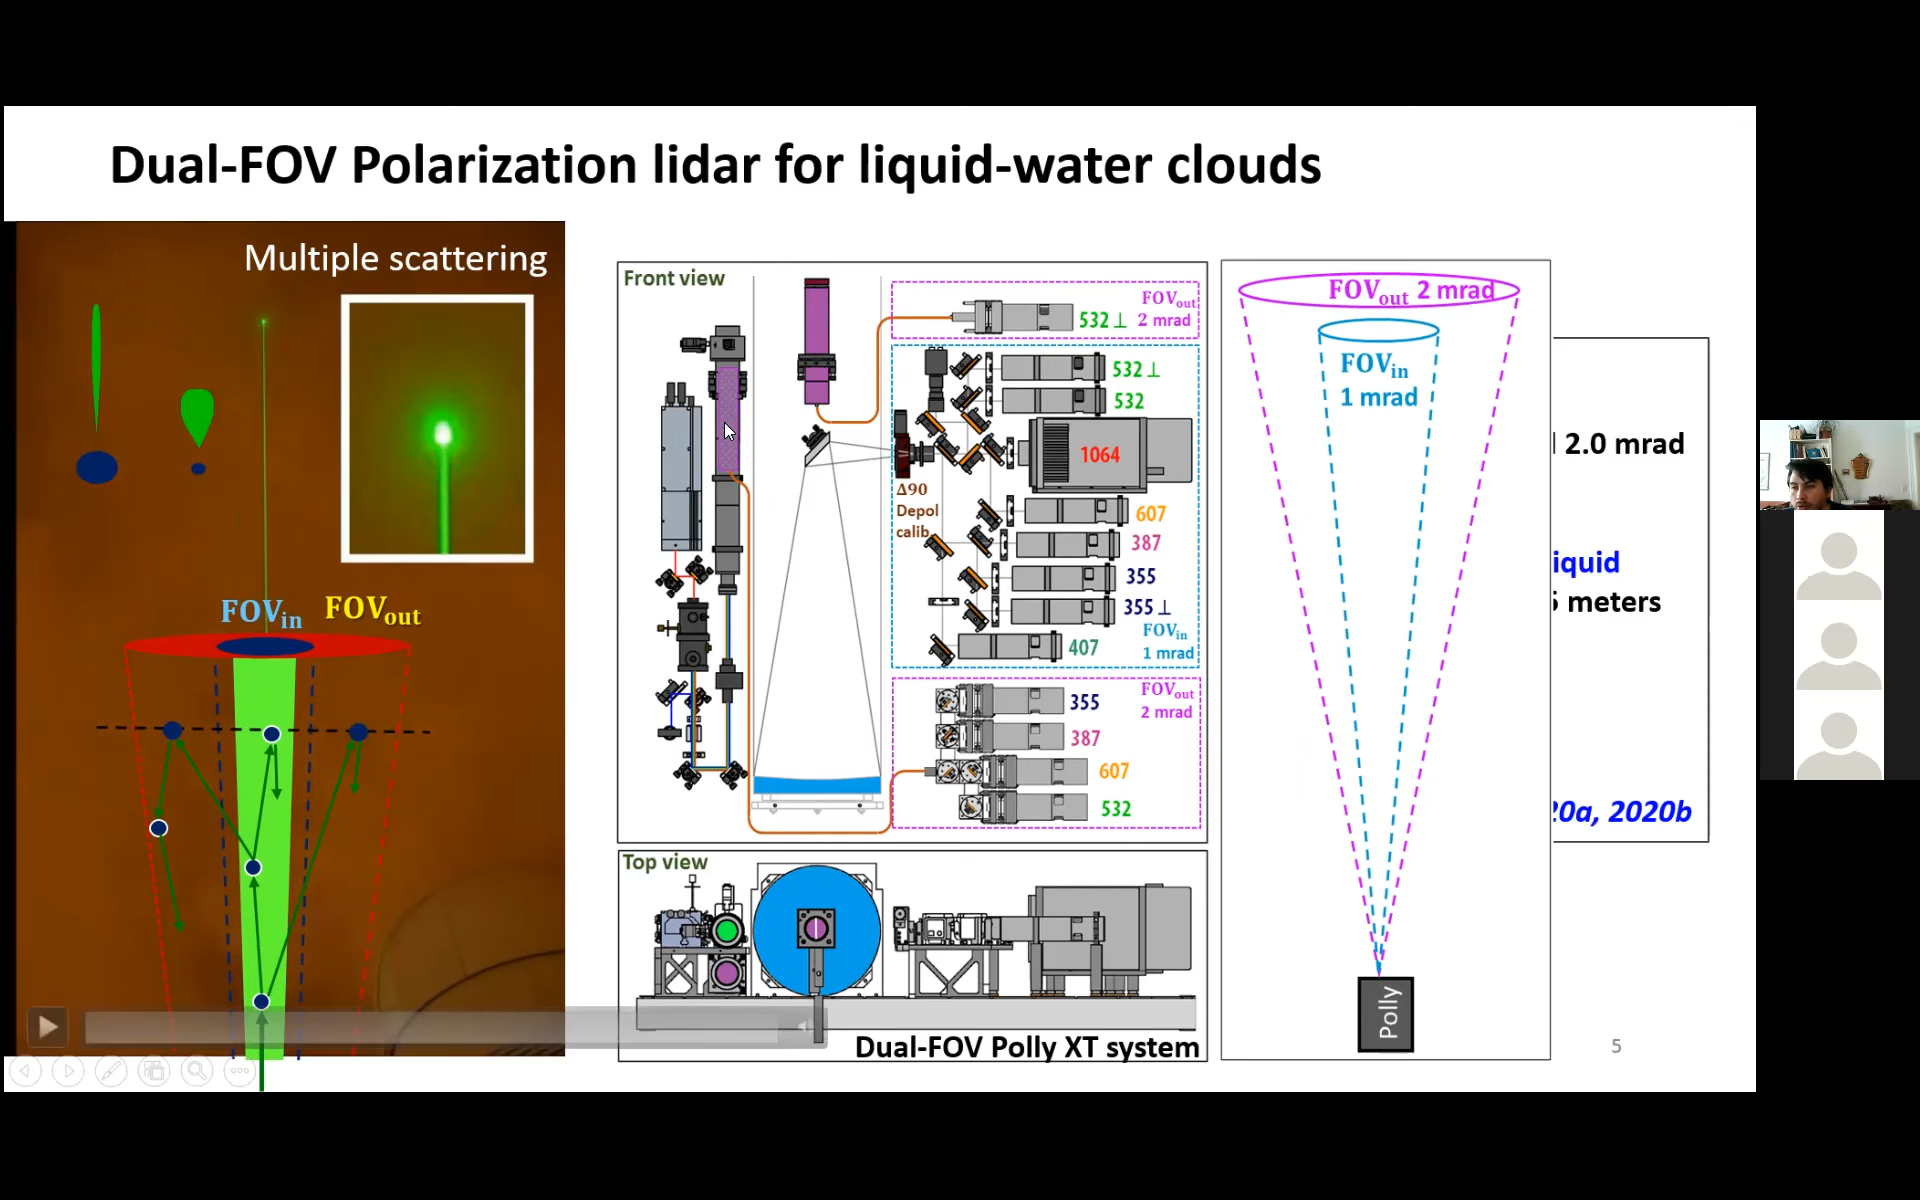 Dual-FOV Polarization lidar for liquid-water clouds
Multiple scattering
FOVin
FOVout
Front view
FOVout
2 mrad
532 ⊥
532 ⊥
532
1064
Δ90
Depol
calib.
607
387
355
355 ⊥
FOVin
1 mrad
407
FOVout
2 mrad
355
387
607
532
Top view
Dual-FOV Polly XT system
FOVout 2 mrad
FOVin
1 mrad
Polly
2.0 mrad
iquid
5 meters
20a, 2020b
5